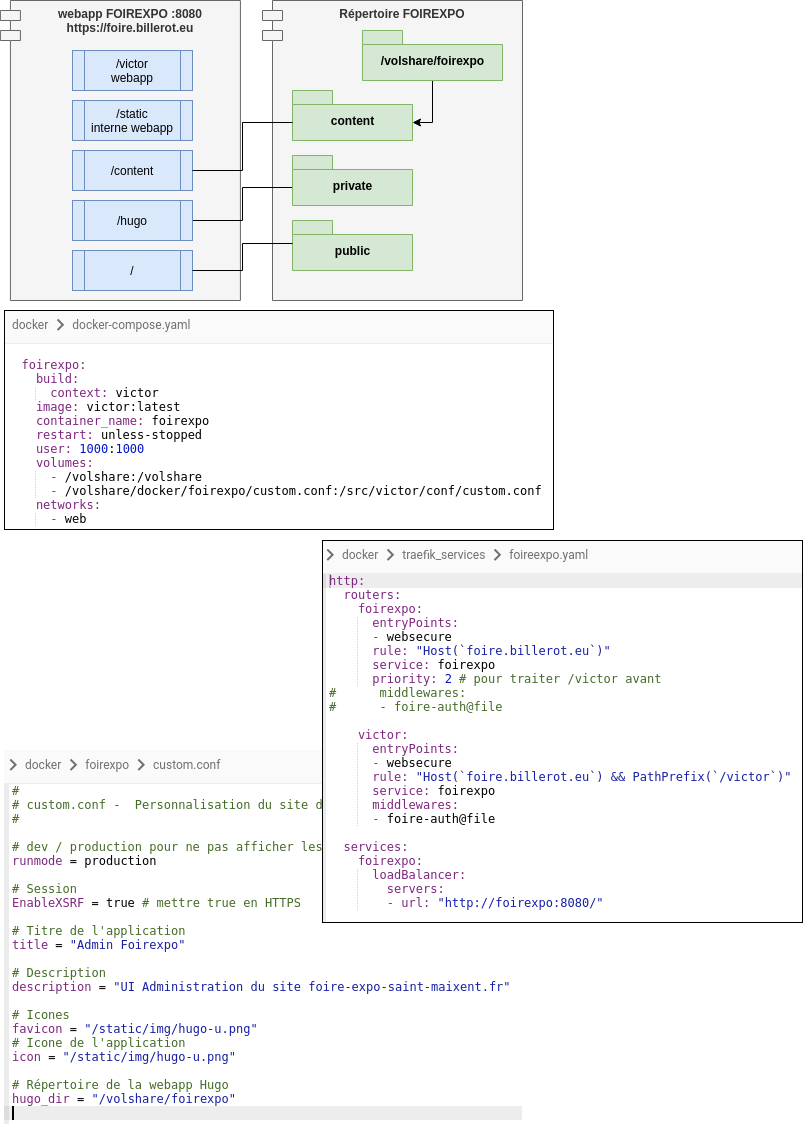 webapp FOIREXPO :8080
https://foire.billerot.eu
/victor
webapp
/static
interne webapp
/content
/hugo
/
Répertoire FOIREXPO
/volshare/foirexpo
content
private
public
docker > docker-compose.yaml
foirexpo:
build:
context: victor
image: victor:latest
container_name: foirexpo
restart: unless-stopped
user: 1000:1000
volumes:
- /volshare:/volshare
- /volshare/docker/foirexpo/custom.conf:/src/victor/conf/custom.conf
networks:
- web
> docker > traefik_services > foireexpo.yaml
http:
routers:
foirexpo:
entryPoints:
- websecure
rule: "Host(`foire.billerot.eu`)"
service: foirexpo
priority: 2 # pour traiter /victor avant
# middlewares:
# - foire-auth@file
victor:
entryPoints:
- websecure
rule: "Host(`foire.billerot.eu`) && PathPrefix(`/victor`)"
service: foirexpo
middlewares:
- foire-auth@file
services:
foirexpo:
loadBalancer:
servers:
- url: "http://foirexpo:8080/"
> docker > foirexpo > custom.conf
#
# custom.conf - Personnalisation du site d
#
# dev / production pour ne pas afficher les
runmode = production
# Session
EnableXSRF = true # mettre true en HTTPS
# Titre de l'application
title = "Admin Foirexpo"
# Description
description = "UI Administration du site foire-expo-saint-maixent.fr"
# Icones
favicon = "/static/img/hugo-u.png"
# Icone de l'application
icon = "/static/img/hugo-u.png"
# Répertoire de la webapp Hugo
hugo_dir = "/volshare/foirexpo"